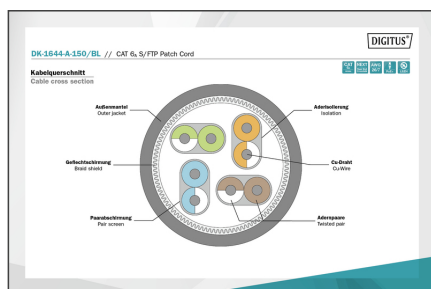 DIGITUS®
DK-1644-A-150/BL // CAT 6A S/FTP Patch Cord
Kabelquerschnitt
Cable cross section
Außenmantel
Outer jacket
Aderisolierung
Isolation
Geflechtschirmung
Braid shield
Cu-Draht
Cu-Wire
Paarabschirmung
Pair screen
Adernpaare
Twisted pair